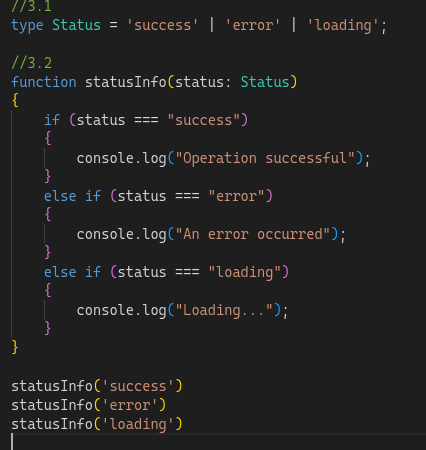 //3.1
type Status = 'success' | 'error' | 'loading';

//3.2
function statusInfo(status: Status)
{
    if (status === "success")
    {
        console.log("Operation successful");
    }
    else if (status === "error")
    {
        console.log("An error occurred");
    }
    else if (status === "loading")
    {
        console.log("Loading...");
    }
}

statusInfo('success')
statusInfo('error')
statusInfo('loading')